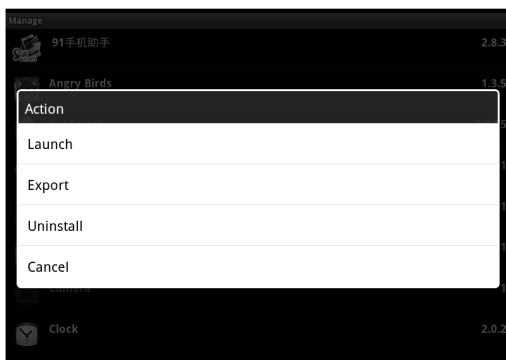 Manage
91手机助手
2.8.3
Angry Birds
1.3.5
Action
Launch
Export
Uninstall
Cancel
Camera
Clock
2.0.2